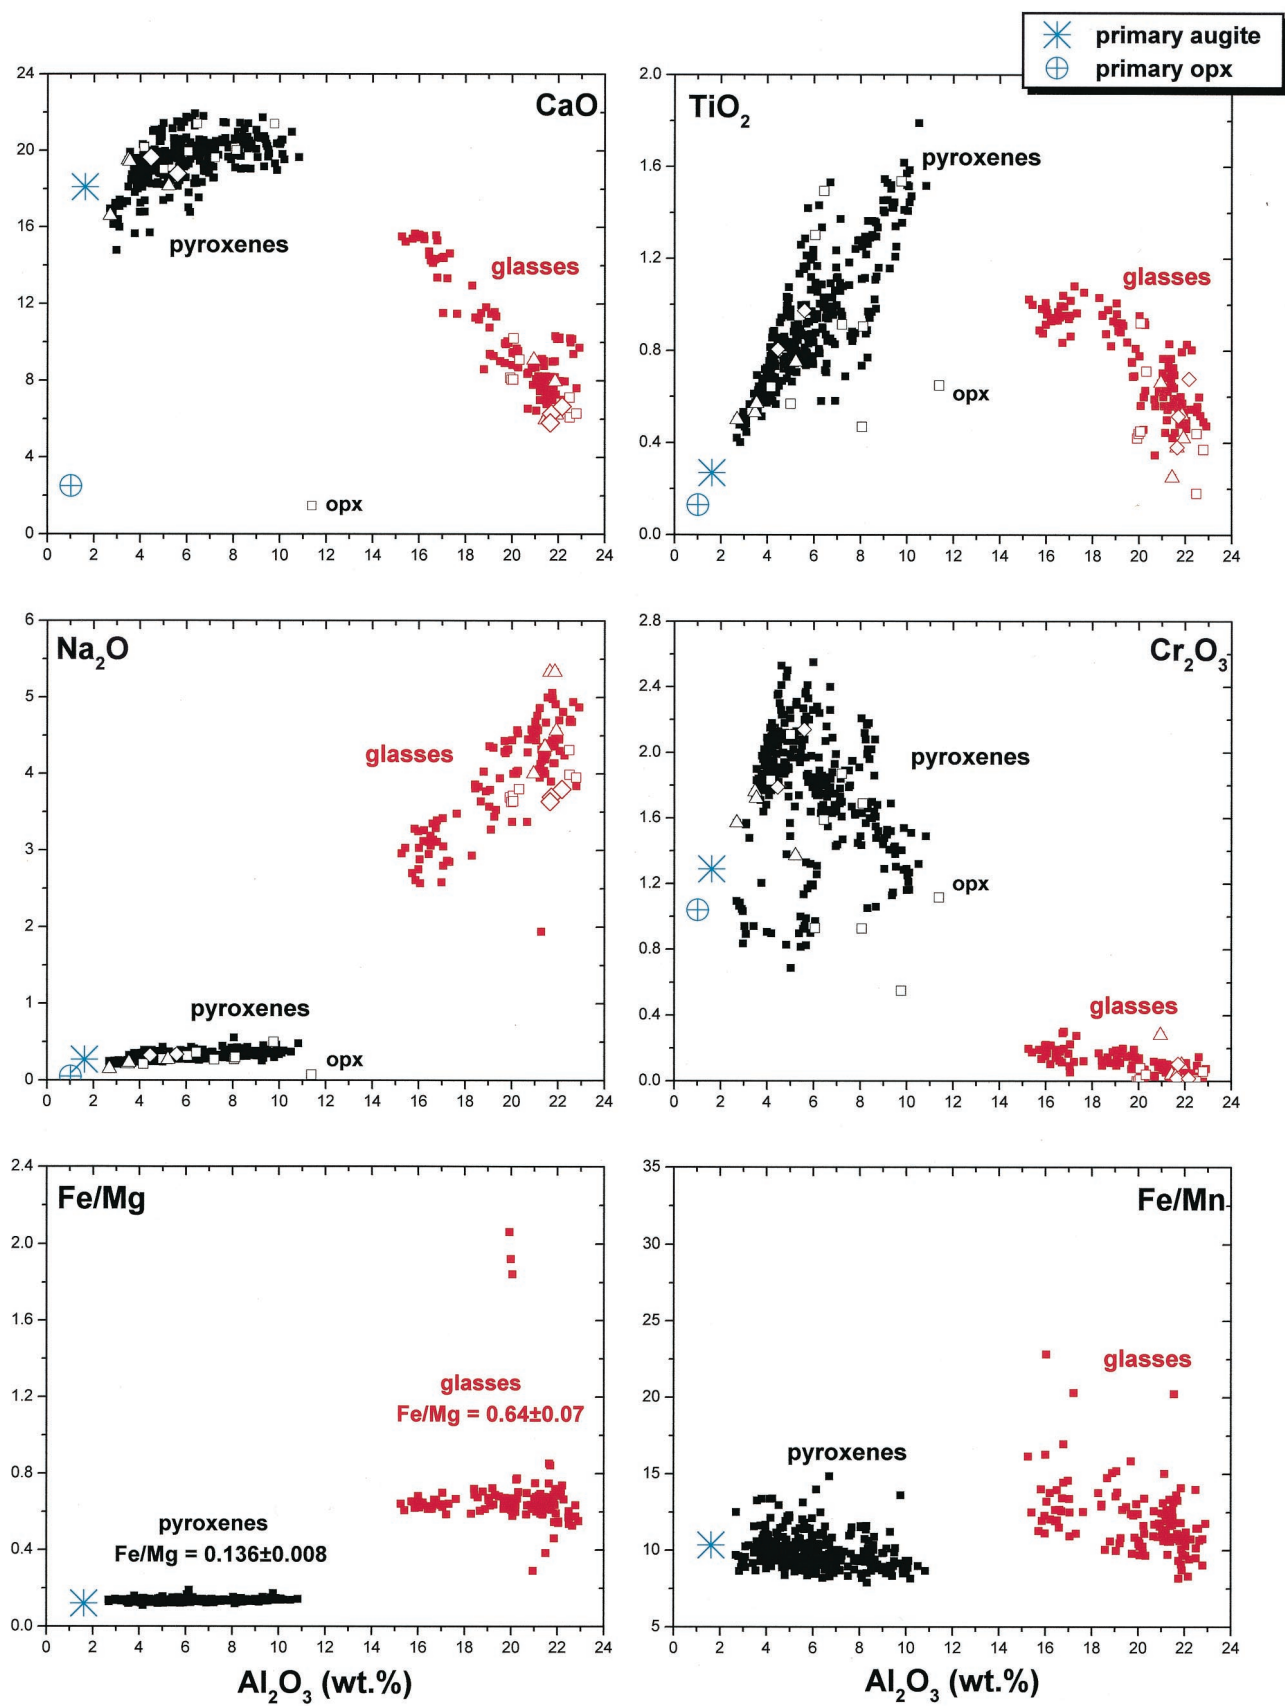 primary augite
primary opx
24
20
16
12
8
4
0
CaO
pyroxenes
glasses
opx
0 2 4 6 8 10 12 14 16 18 20 22 24
2.0
1.6
1.2
0.8
0.4
0.0
TiO₂
pyroxenes
glasses
opx
0 2 4 6 8 10 12 14 16 18 20 22 24
6
5
4
3
2
1
0
Na₂O
glasses
pyroxenes
opx
0 2 4 6 8 10 12 14 16 18 20 22 24
2.8
2.4
2.0
1.6
1.2
0.8
0.4
0.0
Cr₂O₃
pyroxenes
opx
glasses
0 2 4 6 8 10 12 14 16 18 20 22 24
2.4
2.0
1.6
1.2
0.8
0.4
0.0
Fe/Mg
glasses
Fe/Mg = 0.64±0.07
pyroxenes
Fe/Mg = 0.136±0.008
0 2 4 6 8 10 12 14 16 18 20 22 24
Al₂O₃ (wt.%)
35
30
25
20
15
10
5
Fe/Mn
glasses
pyroxenes
0 2 4 6 8 10 12 14 16 18 20 22 24
Al₂O₃ (wt.%)